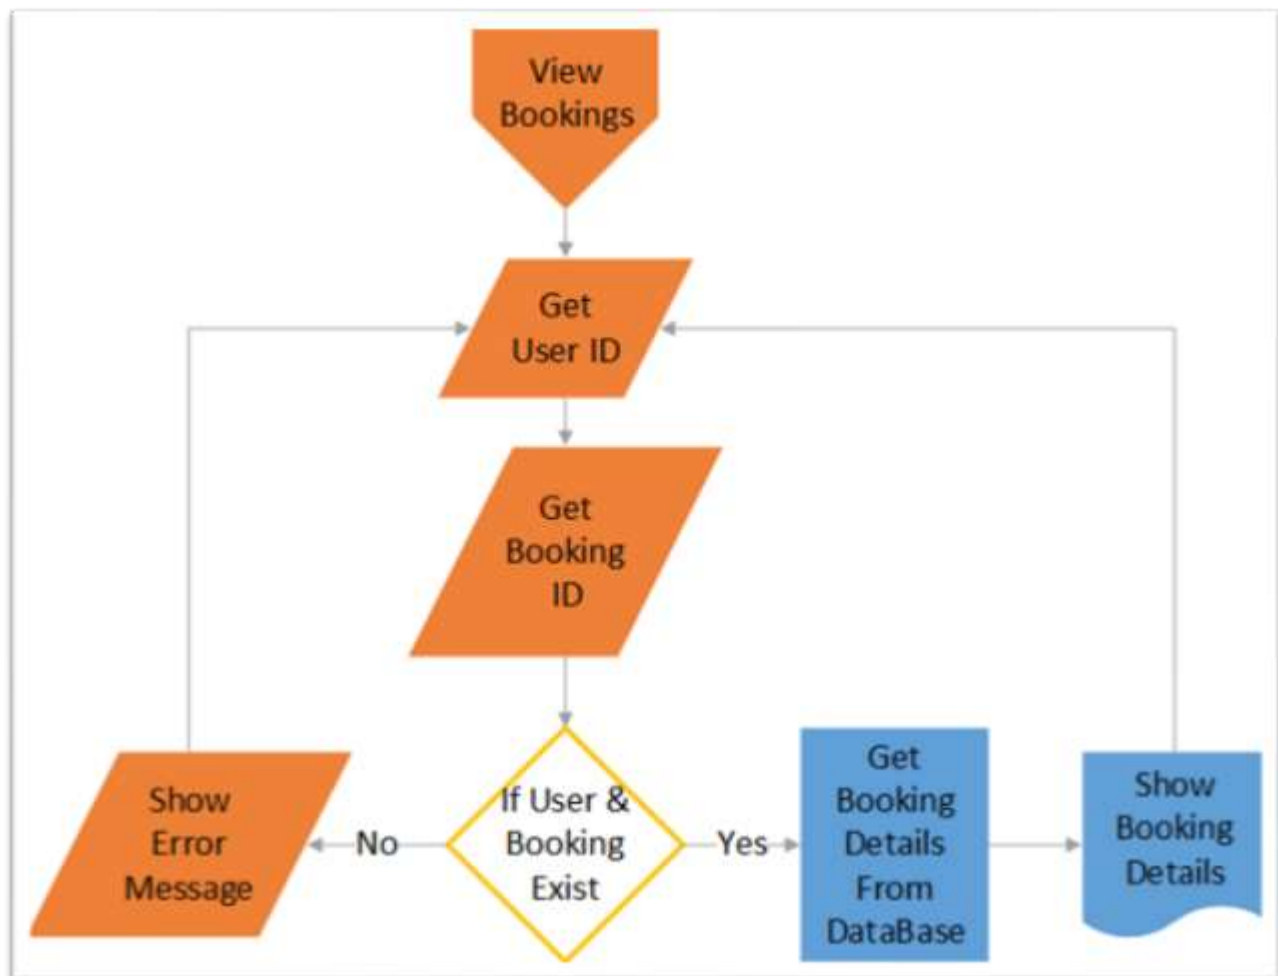 View
Bookings
Get
User ID
Get
Booking
ID
If User &
Booking
Exist
No
Show
Error
Message
Yes
Get
Booking
Details
From
DataBase
Show
Booking
Details